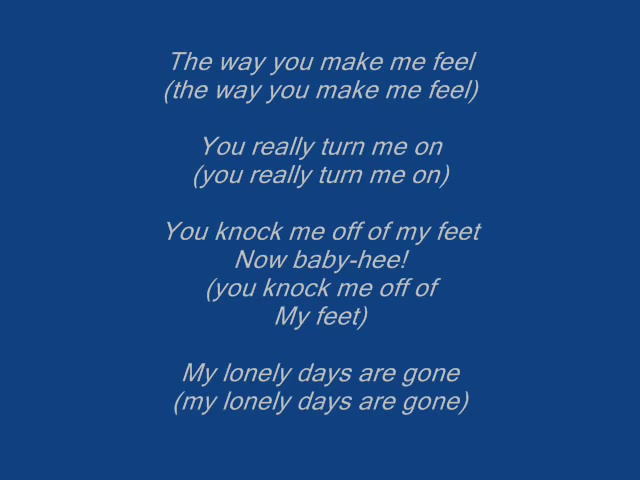 The way you make me feel
(the way you make me feel)
You really turn me on
(you really turn me on)
You knock me off of my feet
Now baby-hee!
(you knock me off of
My feet)
My lonely days are gone
(my lonely days are gone)